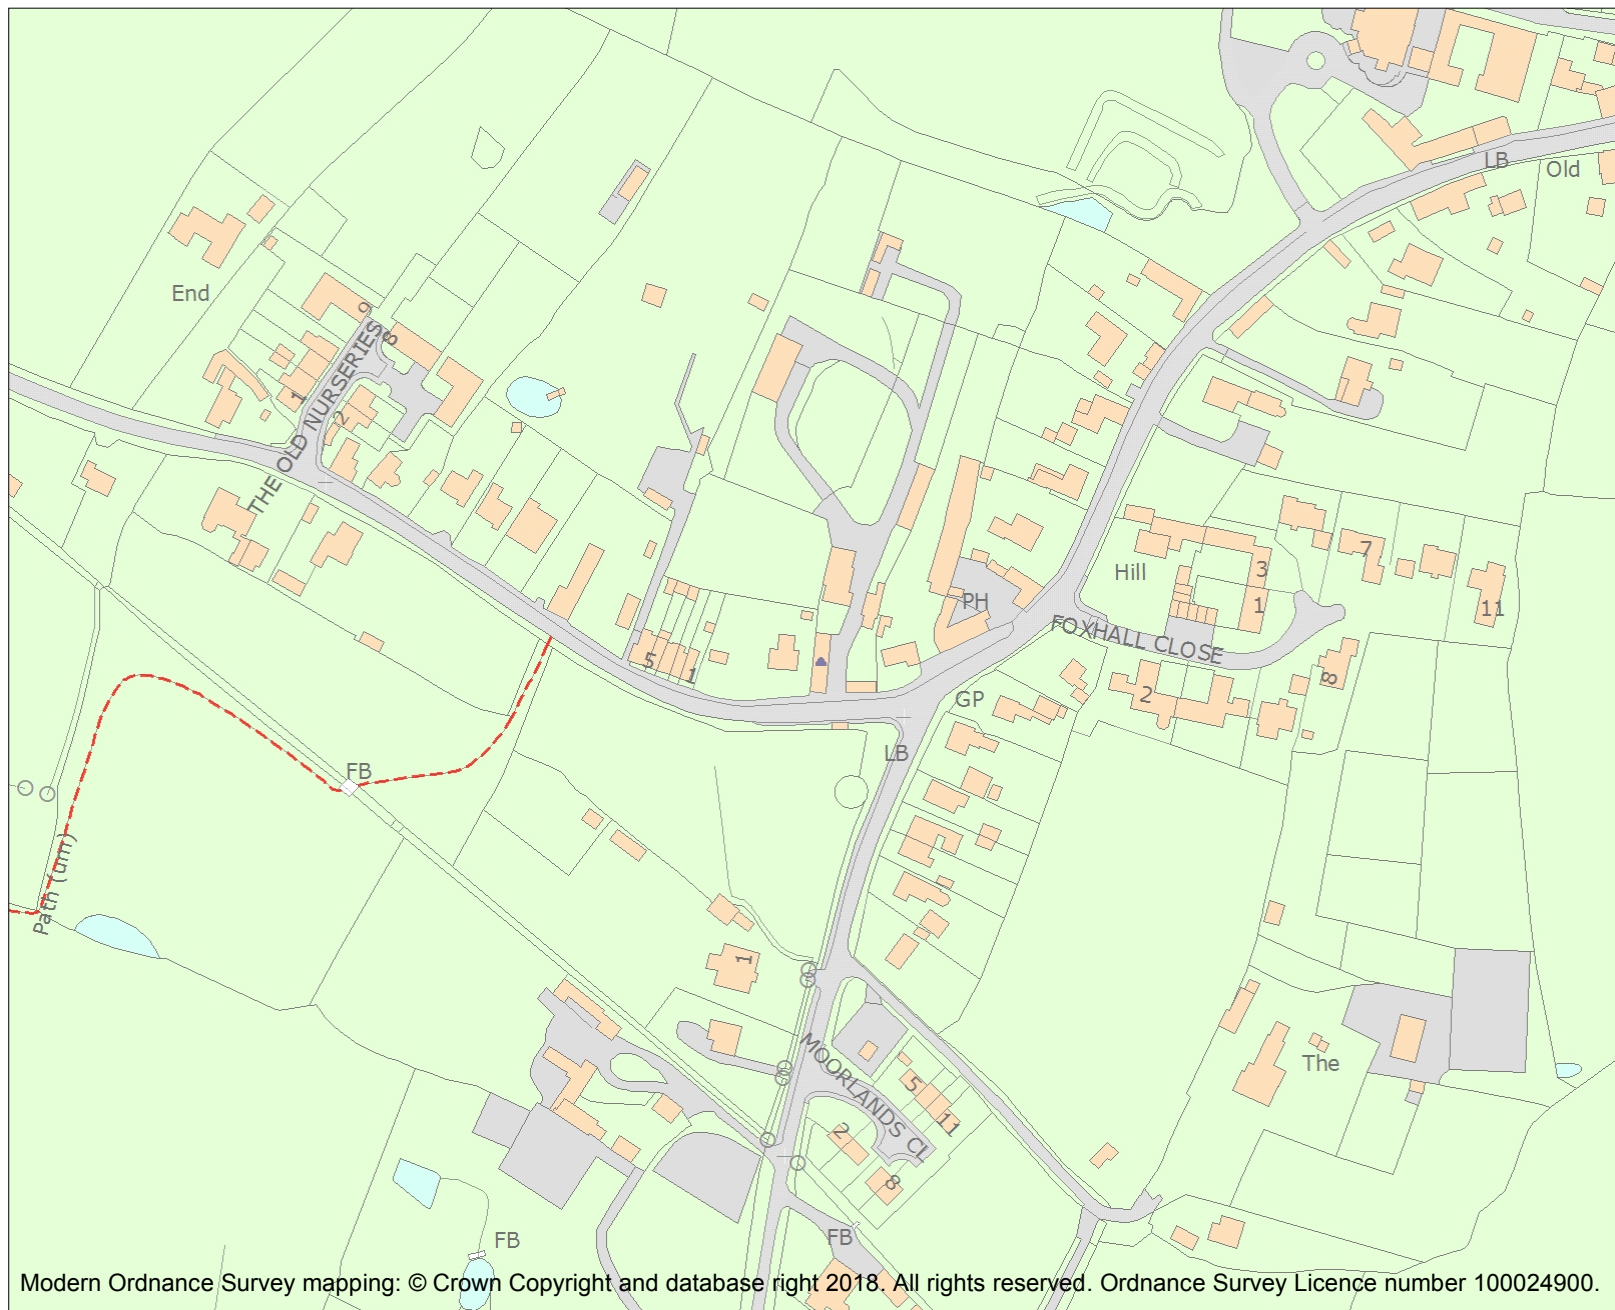 LB
Old
End
9
8
THE OLD NURSERIES
1
2
7
Hill
3
PH
1
11
FOXHALL CLOSE
5
1
8
2
GP
LB
FB
Path (um)
1
MOORLANDS CL
The
5
11
2
8
FB
FB
Modern Ordnance Survey mapping: © Crown Copyright and database right 2018. All rights reserved. Ordnance Survey Licence number 100024900.